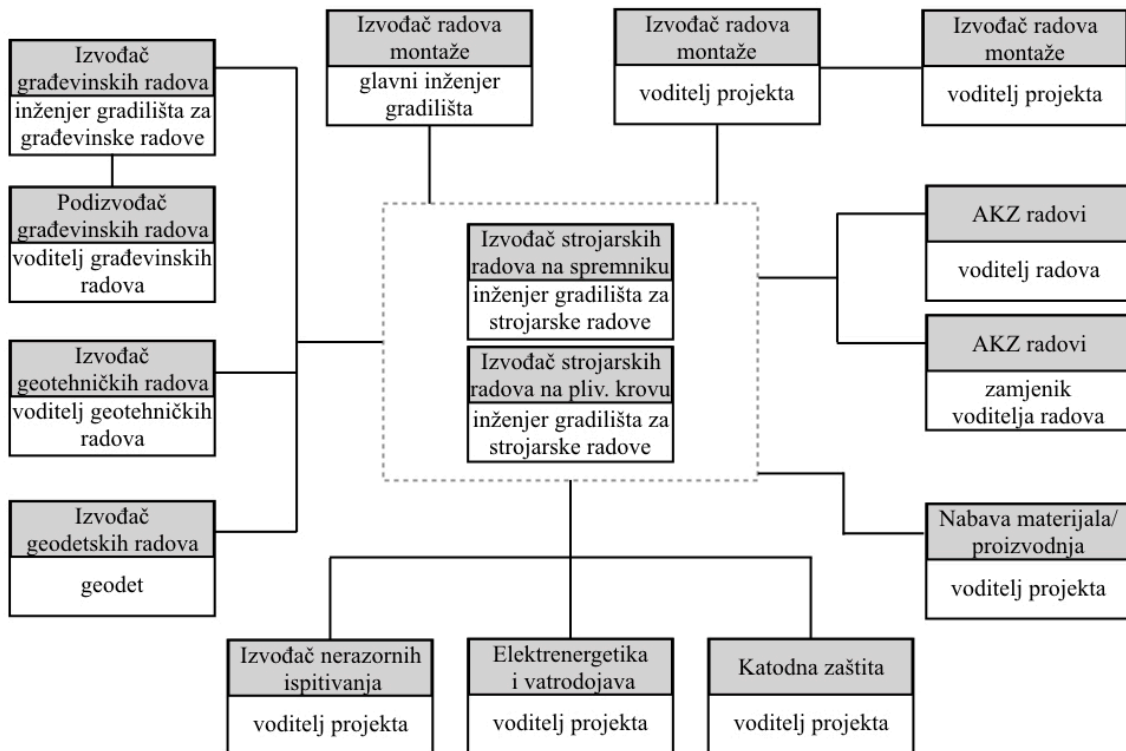 Izvođač radova
montaže
glavni inženjer
gradilišta
Izvođač radova
montaže
voditelj projekta
Izvođač radova
montaže
voditelj projekta
Izvođač
građevinskih radova
inženjer gradilišta za
građevinske radove
Podizvođač
građevinskih radova
voditelj građevinskih
radova
Izvođač
geotehničkih radova
voditelj geotehničkih
radova
Izvođač
geodetskih radova
geodet
Izvođač strojarskih
radova na spremniku
inženjer gradilišta za
strojarske radove
Izvođač strojarskih
radova na pliv. krovu
inženjer gradilišta za
strojarske radove
AKZ radovi
voditelj radova
AKZ radovi
zamjenik
voditelja radova
Nabava materijala/
proizvodnja
voditelj projekta
Izvođač nerazornih
ispitivanja
voditelj projekta
Elektrenergetika
i vatrodojava
voditelj projekta
Katodna zaštita
voditelj projekta